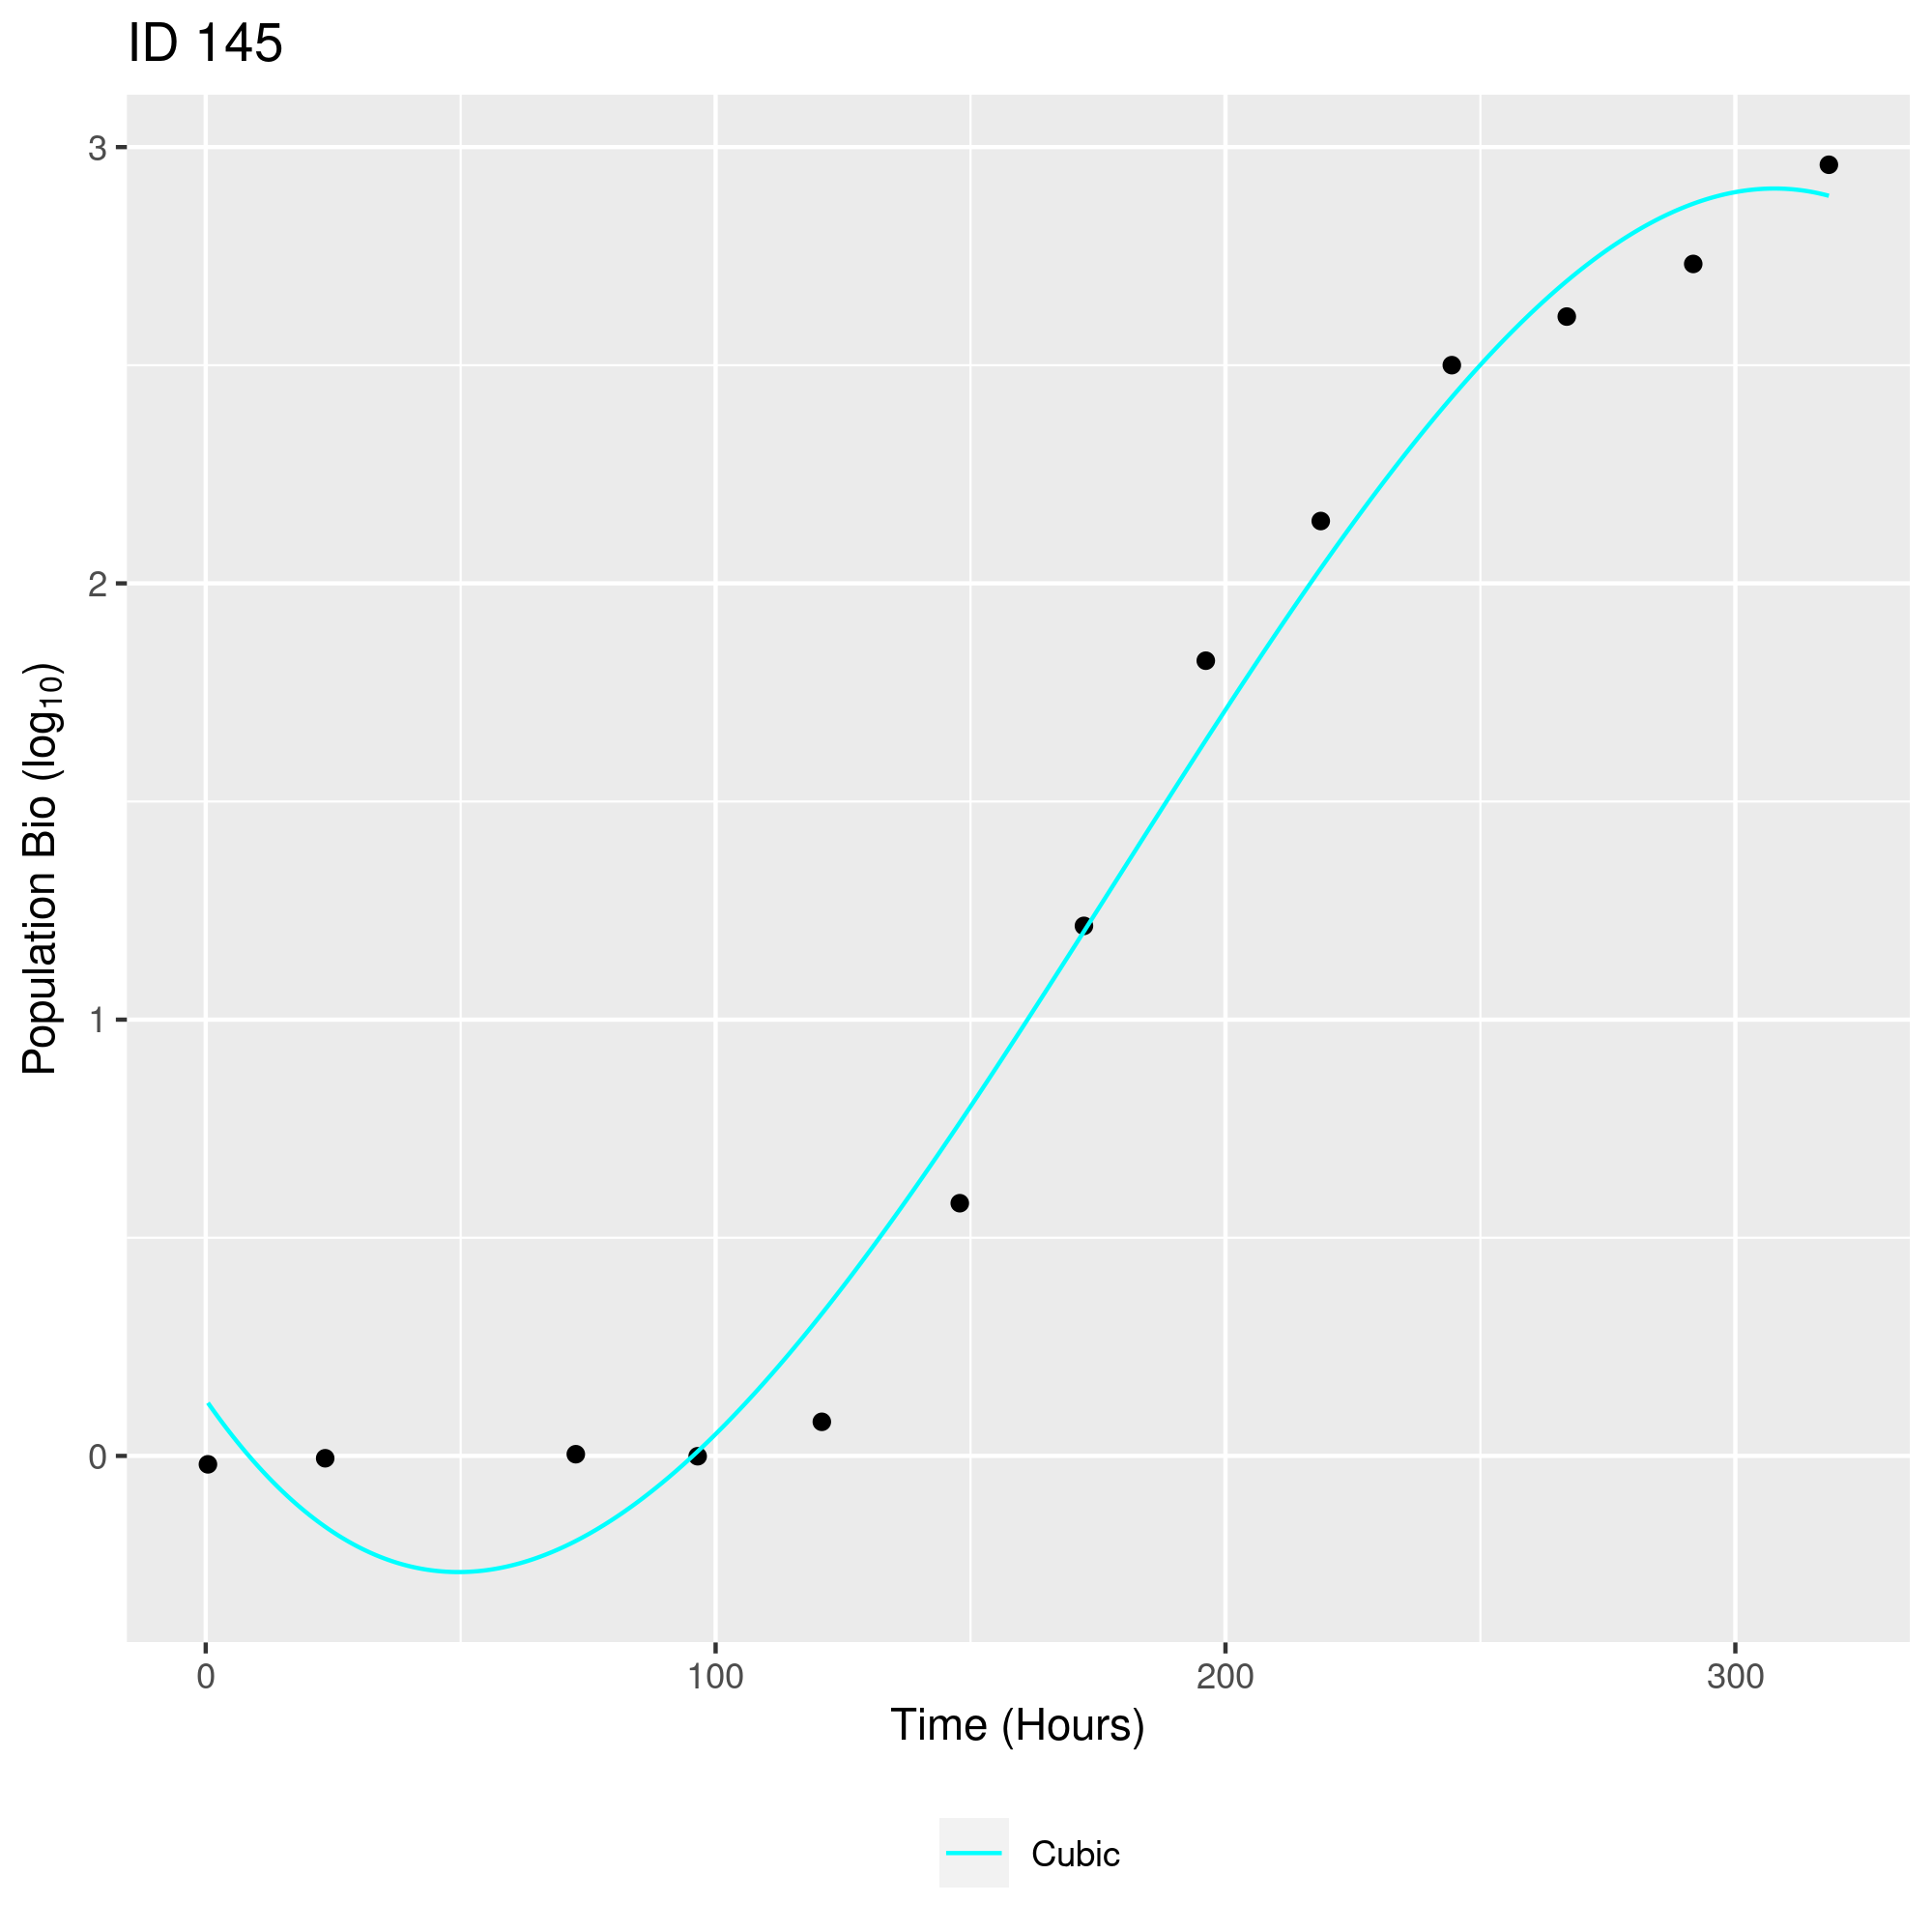 ID 145
Population Bio (log₁₀)
3
2
1
0
0 100 200 300
Time (Hours)
Cubic